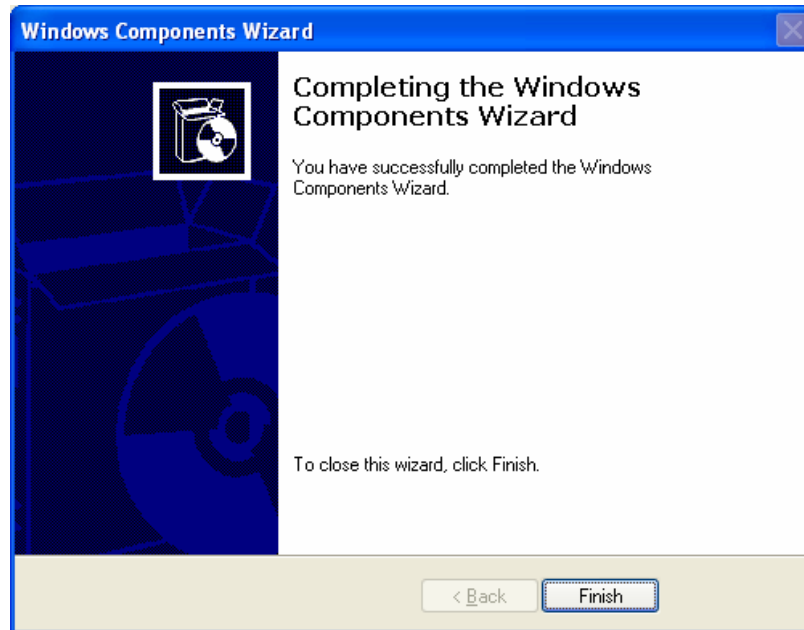 Windows Components Wizard
Completing the Windows
Components Wizard
You have successfully completed the Windows
Components Wizard.
To close this wizard, click Finish.
< Back
Finish